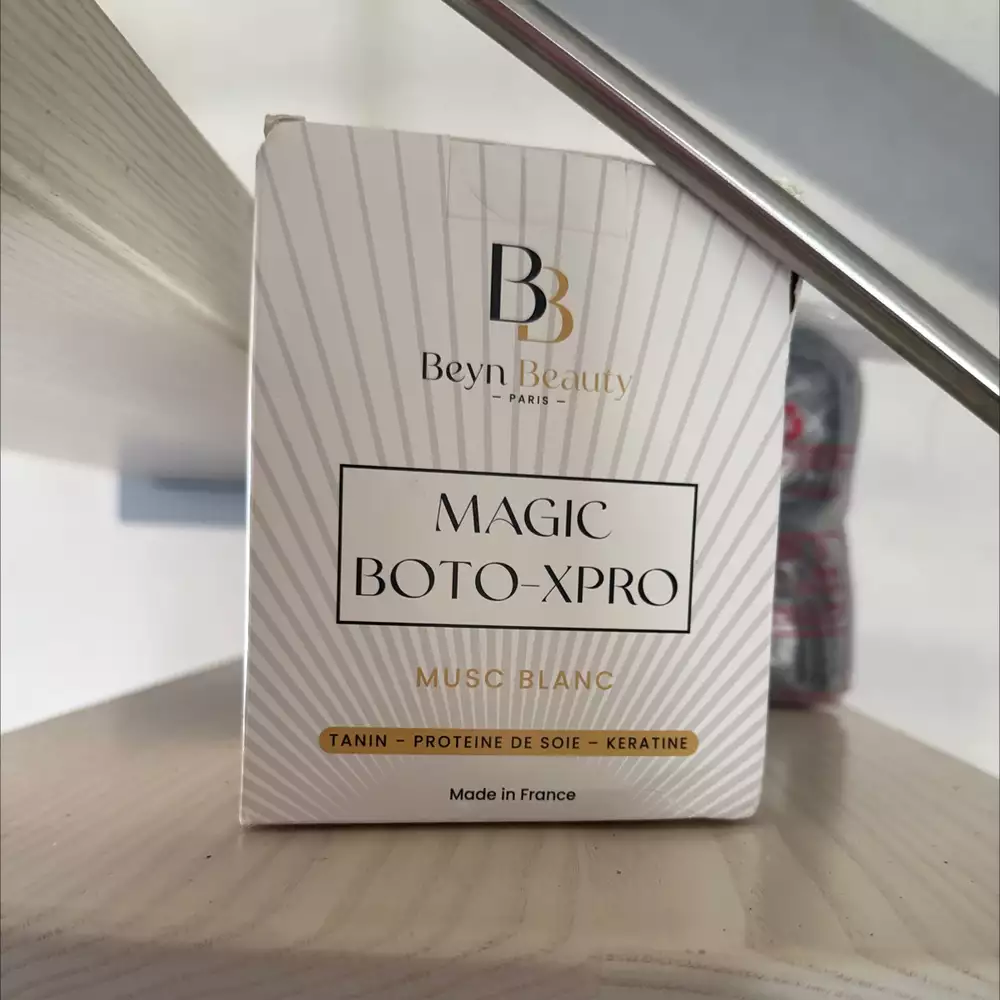 BB
Beyn Beauty
— PARIS —
MAGIC
BOTO-XPRO
MUSC BLANC
TANIN - PROTEINE DE SOIE - KERATINE
Made in France